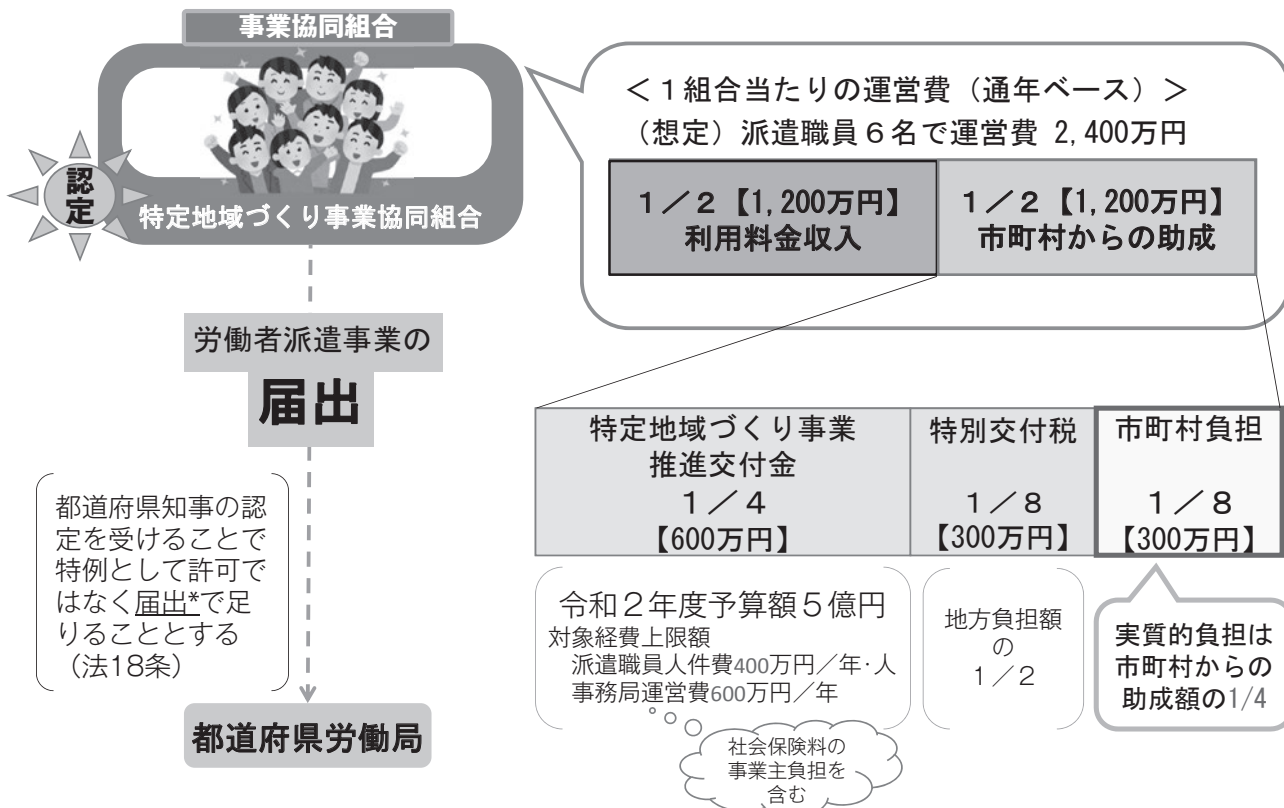 事業協同組合
認定
特定地域づくり事業協同組合
労働者派遣事業の
届出
都道府県知事の認
定を受けることで
特例として許可で
はなく届出*で足
りることとする
（法18条）
都道府県労働局
＜１組合当たりの運営費（通年ベース）＞
（想定）派遣職員６名で運営費 2,400万円
１／２【1,200万円】
利用料金収入
１／２【1,200万円】
市町村からの助成
特定地域づくり事業
推進交付金
１／４
【600万円】
特別交付税
１／８
【300万円】
市町村負担
１／８
【300万円】
令和２年度予算額５億円
対象経費上限額
派遣職員人件費400万円／年・人
事務局運営費600万円／年
社会保険料の
事業主負担を
含む
地方負担額
の
１／２
実質的負担は
市町村からの
助成額の1/4